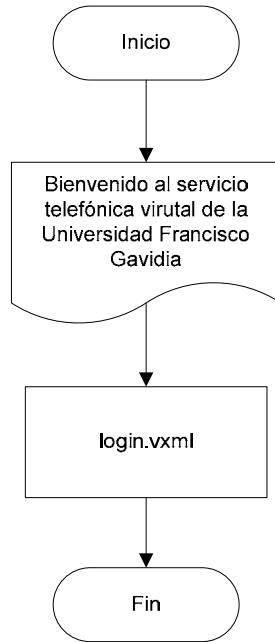 Inicio
Bienvenido al servicio
telefónica virutal de la
Universidad Francisco
Gavidia
login.vxml
Fin